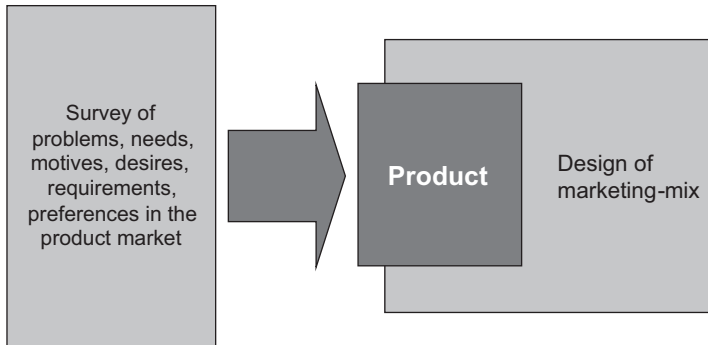 Survey of
problems, needs,
motives, desires,
requirements,
preferences in the
product market
Product
Design of
marketing-mix